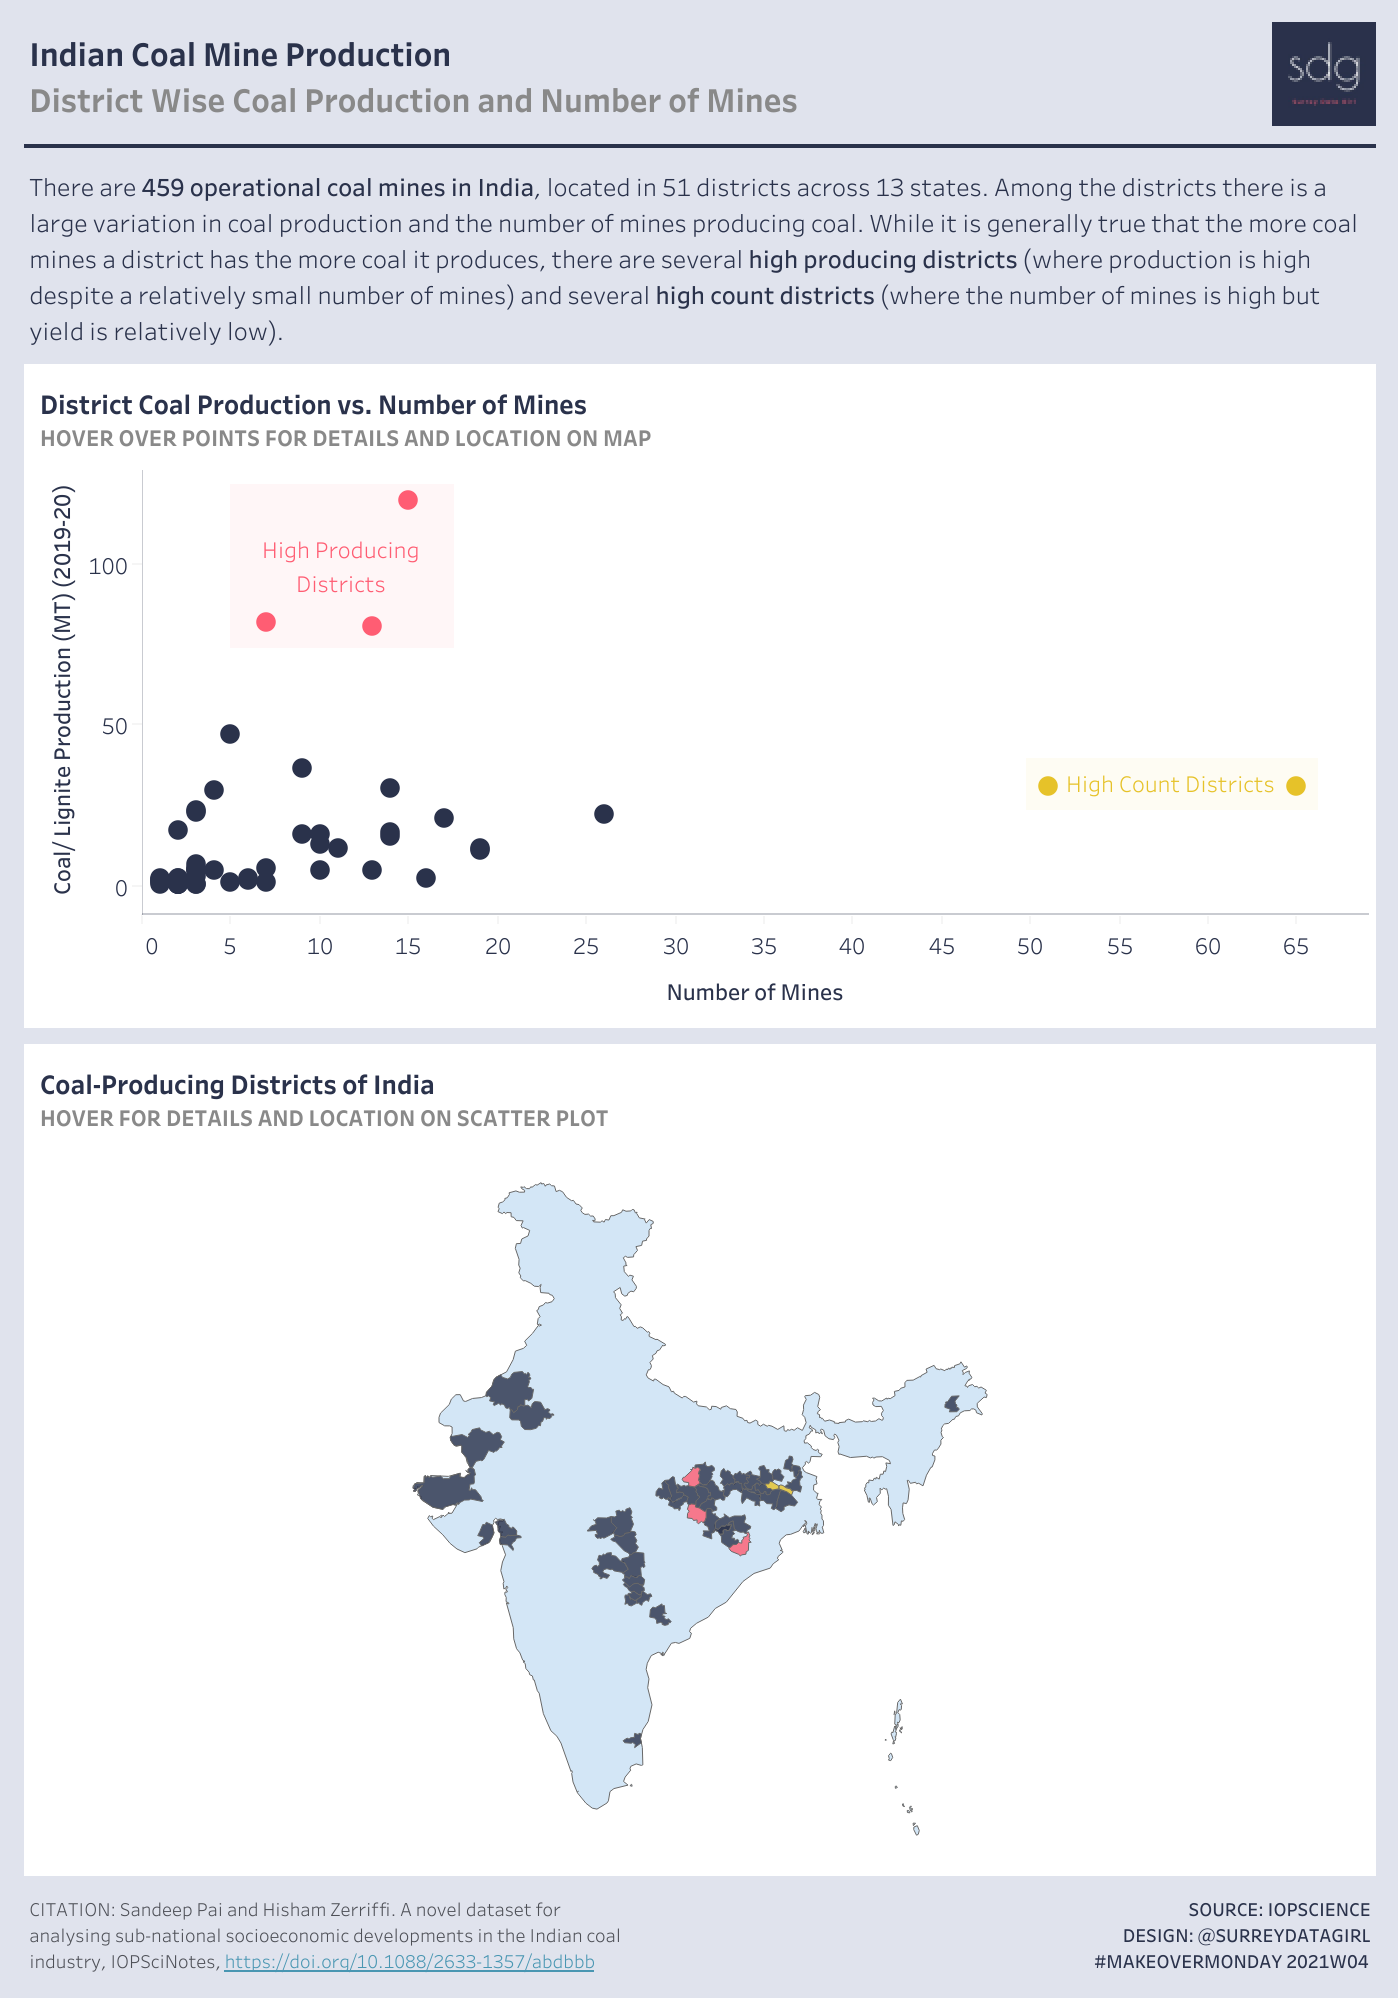 Indian Coal Mine Production
District Wise Coal Production and Number of Mines
sdg
There are 459 operational coal mines in India, located in 51 districts across 13 states. Among the districts there is a
large variation in coal production and the number of mines producing coal. While it is generally true that the more coal
mines a district has the more coal it produces, there are several high producing districts (where production is high
despite a relatively small number of mines) and several high count districts (where the number of mines is high but
yield is relatively low).
District Coal Production vs. Number of Mines
HOVER OVER POINTS FOR DETAILS AND LOCATION ON MAP
Coal/ Lignite Production (MT) (2019-20)
100
50
0
High Producing
Districts
High Count Districts
0 5 10 15 20 25 30 35 40 45 50 55 60 65
Number of Mines
Coal-Producing Districts of India
HOVER FOR DETAILS AND LOCATION ON SCATTER PLOT
CITATION: Sandeep Pai and Hisham Zerriffi. A novel dataset for
analysing sub-national socioeconomic developments in the Indian coal
industry, IOPSciNotes, https://doi.org/10.1088/2633-1357/abdbbb
SOURCE: IOPSCIENCE
DESIGN: @SURREYDATAGIRL
#MAKEOVERMONDAY 2021W04